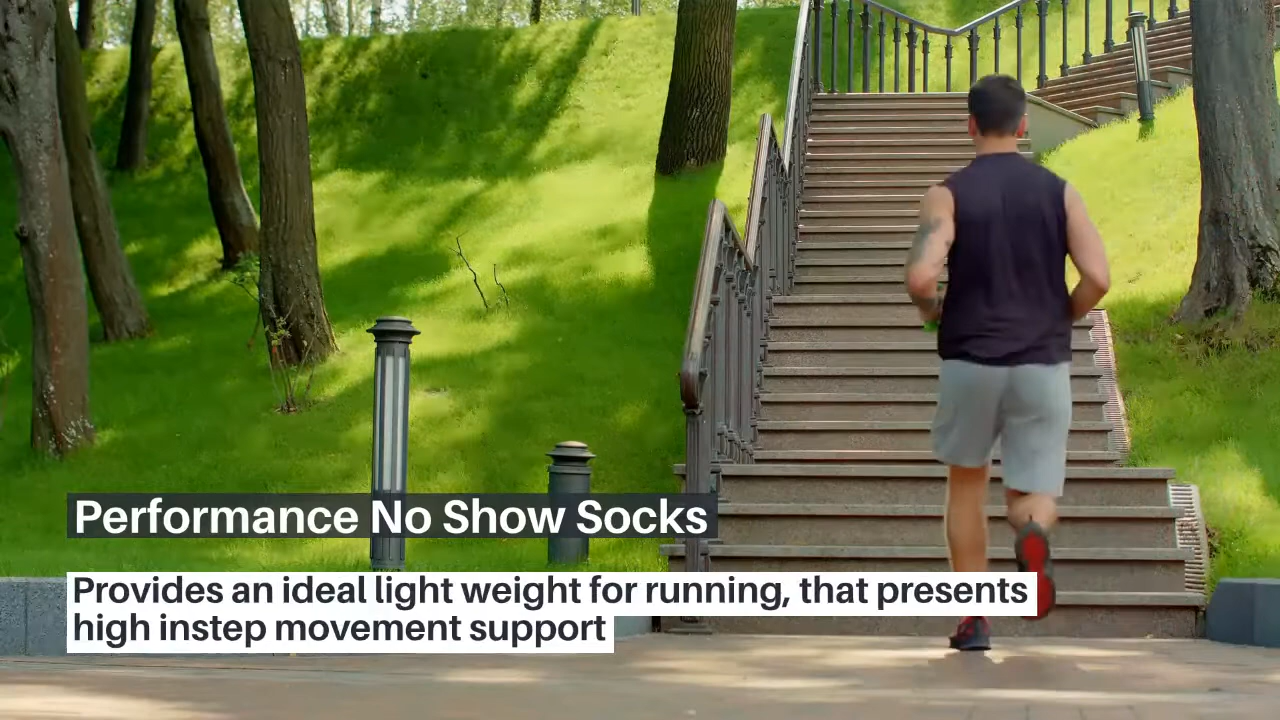 Performance No Show Socks
Provides an ideal light weight for running, that presents
high instep movement support